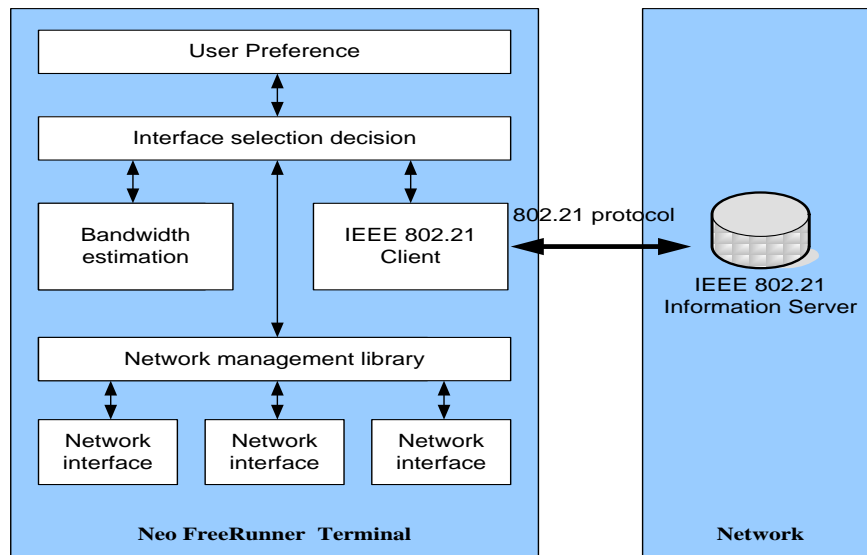 User Preference
Interface selection decision
Bandwidth
estimation
IEEE 802.21
Client
802.21 protocol
IEEE 802.21
Information Server
Network management library
Network
interface
Network
interface
Network
interface
Neo FreeRunner Terminal
Network